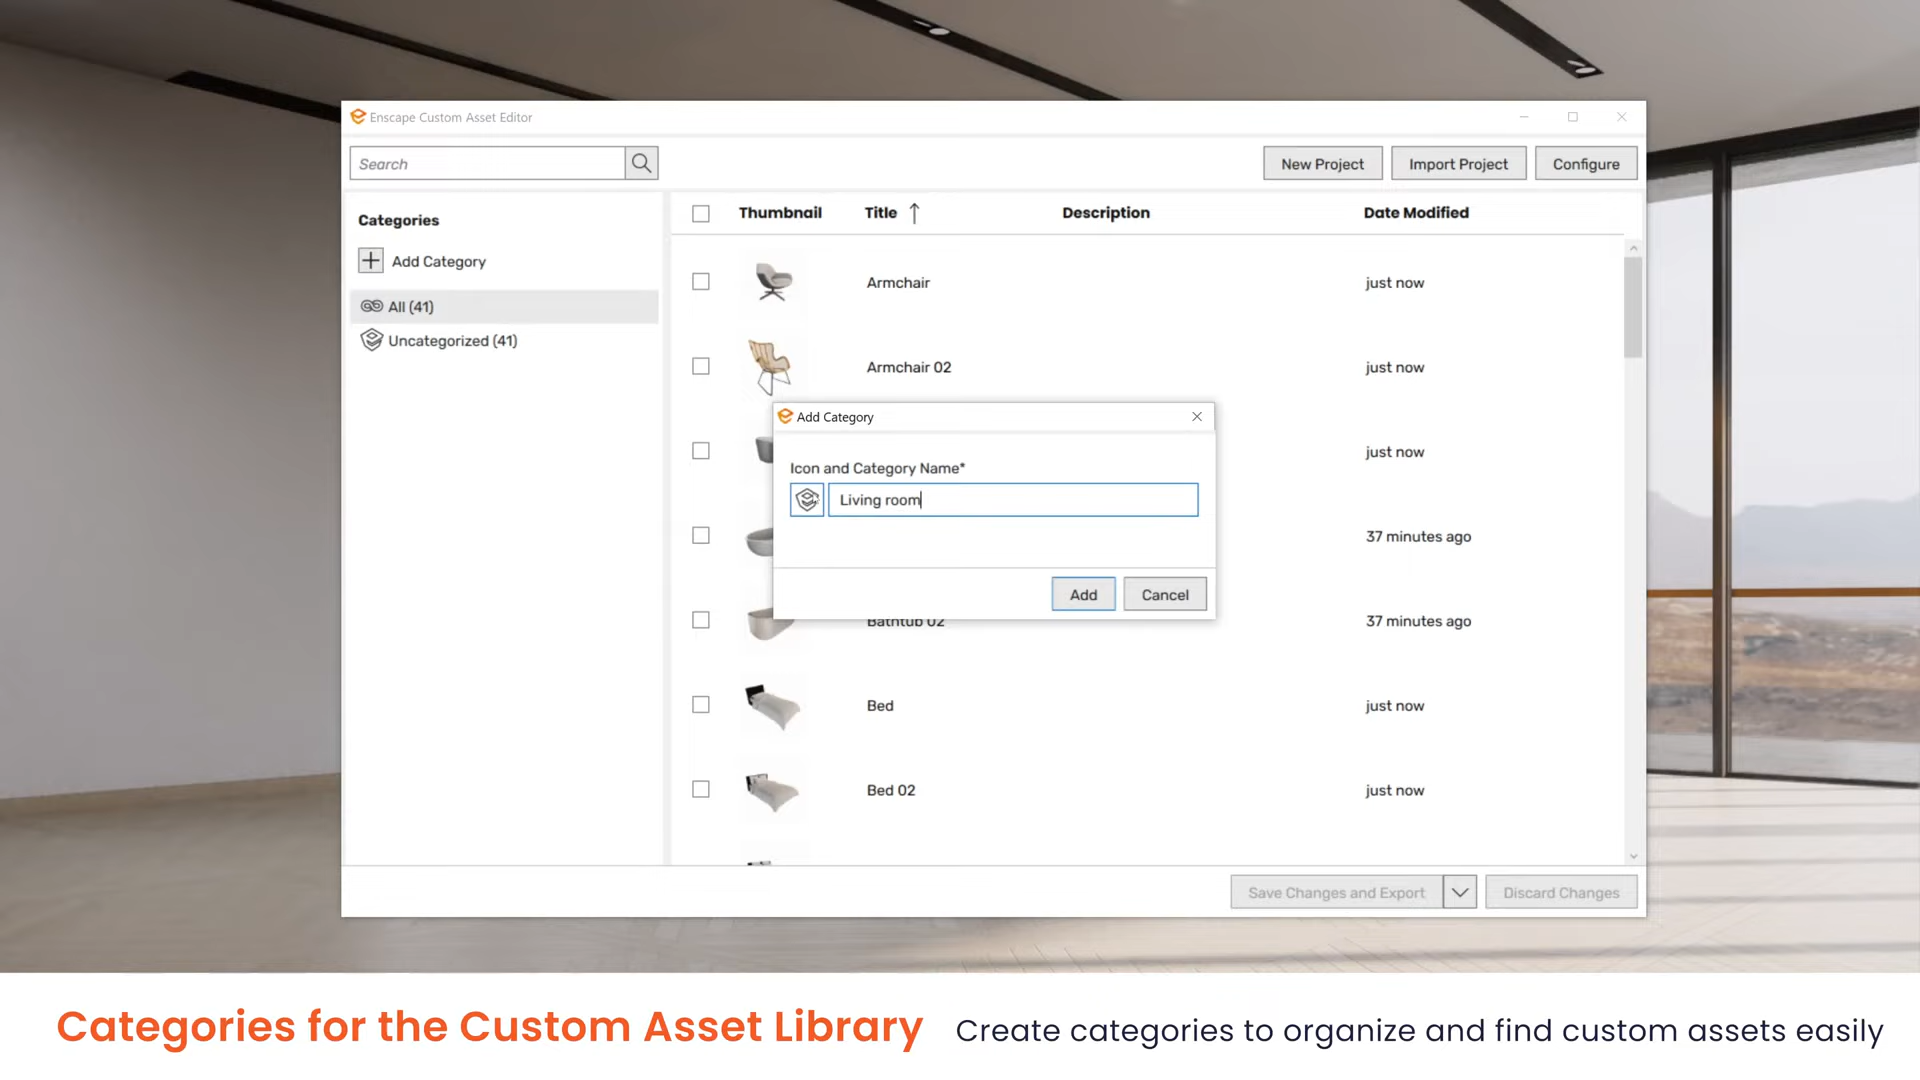 Enscape Custom Asset Editor
Search
New Project
Import Project
Configure
Categories
Add Category
All (41)
Uncategorized (41)
Thumbnail Title Description Date Modified
Armchair just now
Armchair 02 just now
just now
37 minutes ago
Bathtub 02 37 minutes ago
Bed just now
Bed 02 just now
Add Category
Icon and Category Name*
Living room
Add
Cancel
Save Changes and Export
Discard Changes
Categories for the Custom Asset Library
Create categories to organize and find custom assets easily